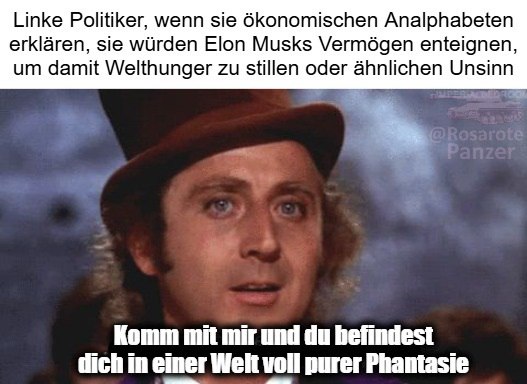 Linke Politiker, wenn sie ökonomischen Analphabeten
erklären, sie würden Elon Musks Vermögen enteignen,
um damit Welthunger zu stillen oder ähnlichen Unsinn
@Rosarote
Panzer
Komm mit mir und du befindest
dich in einer Welt voll purer Phantasie